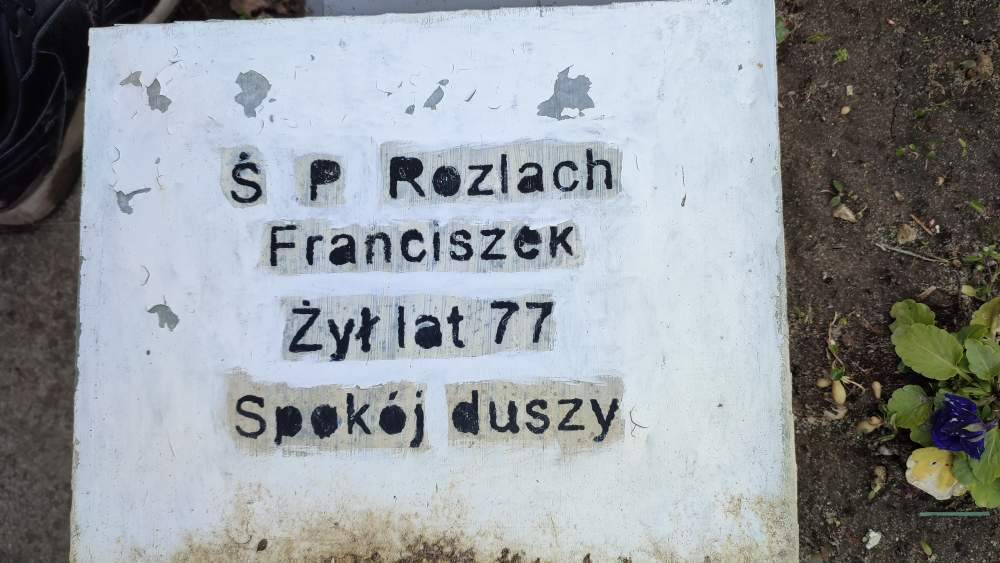 Ś P Rozlach
Franciszek
Żył lat 77
Spokój duszy